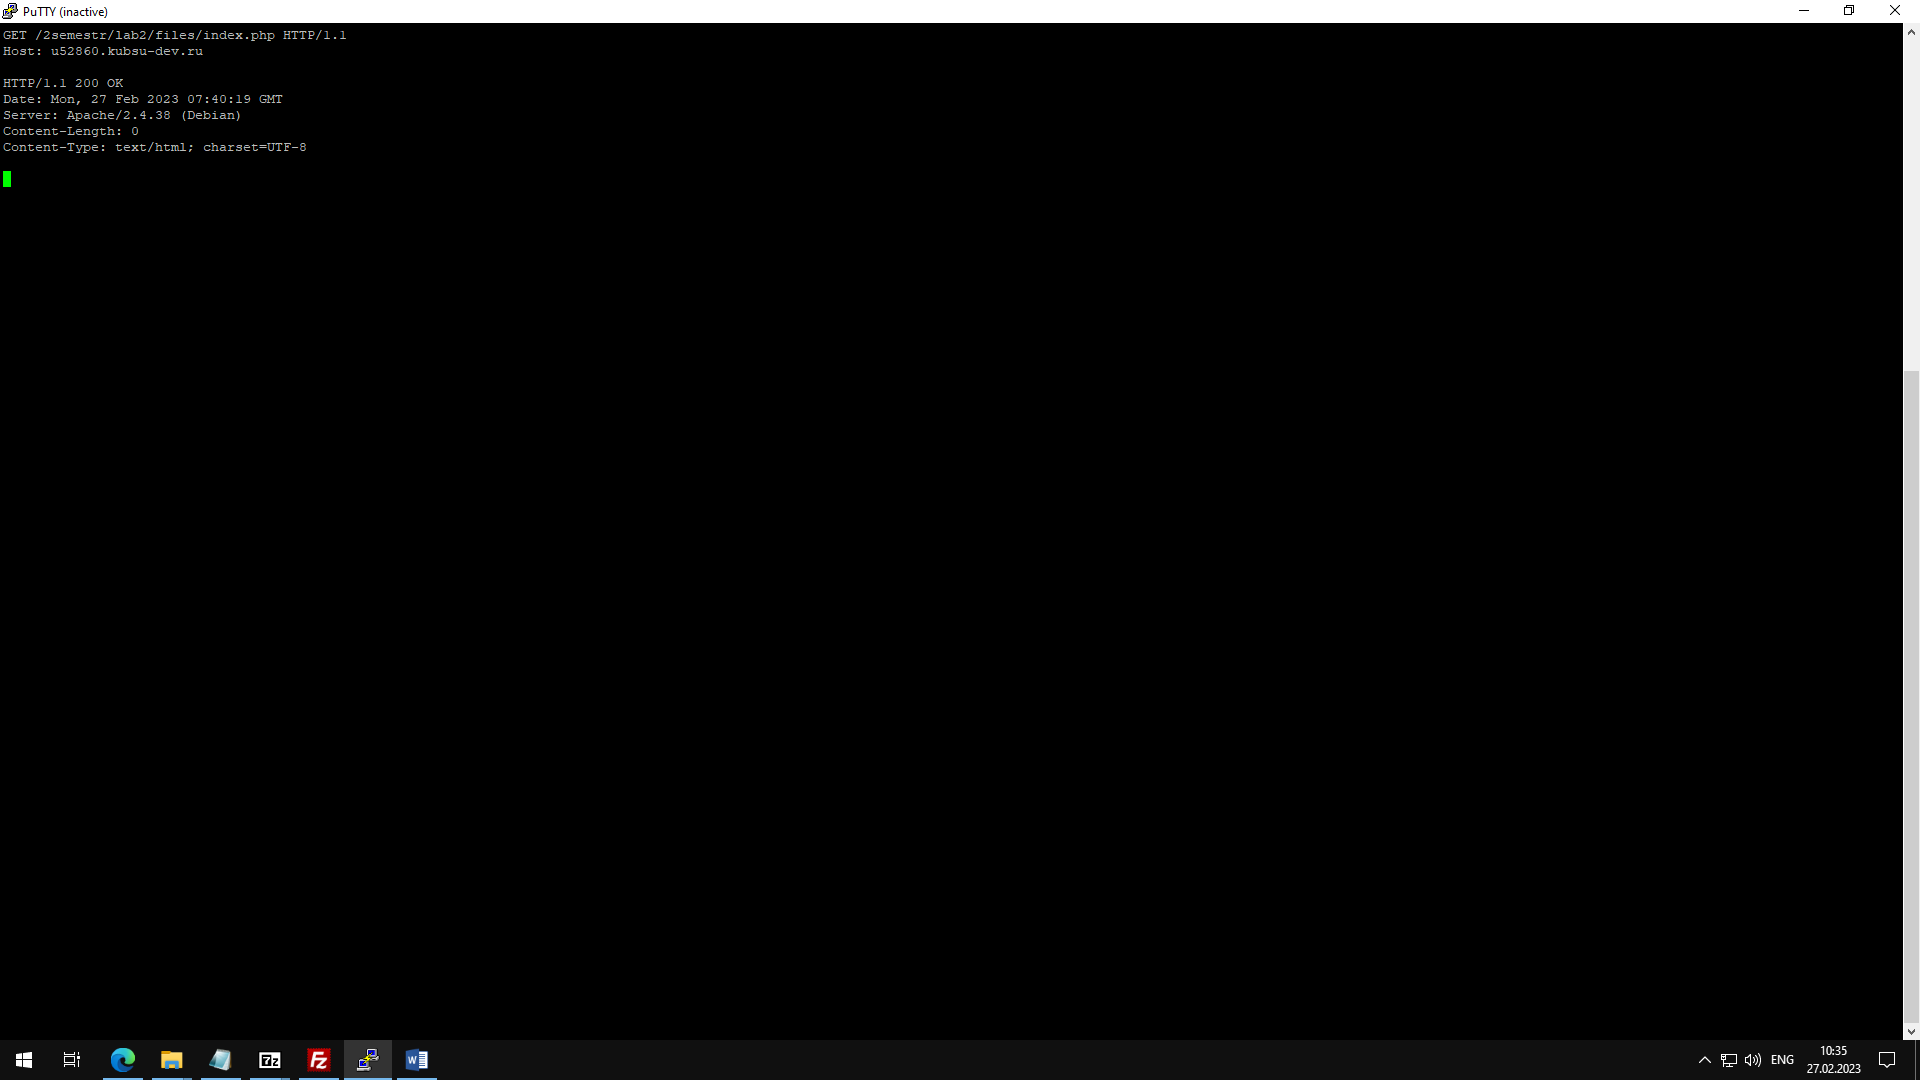 PuTTY (inactive)
GET /2semestr/lab2/files/index.php HTTP/1.1
Host: u52860.kubsu-dev.ru
HTTP/1.1 200 OK
Date: Mon, 27 Feb 2023 07:40:19 GMT
Server: Apache/2.4.38 (Debian)
Content-Length: 0
Content-Type: text/html; charset=UTF-8
7z
Fz
W
ENG
10:35
27.02.2023